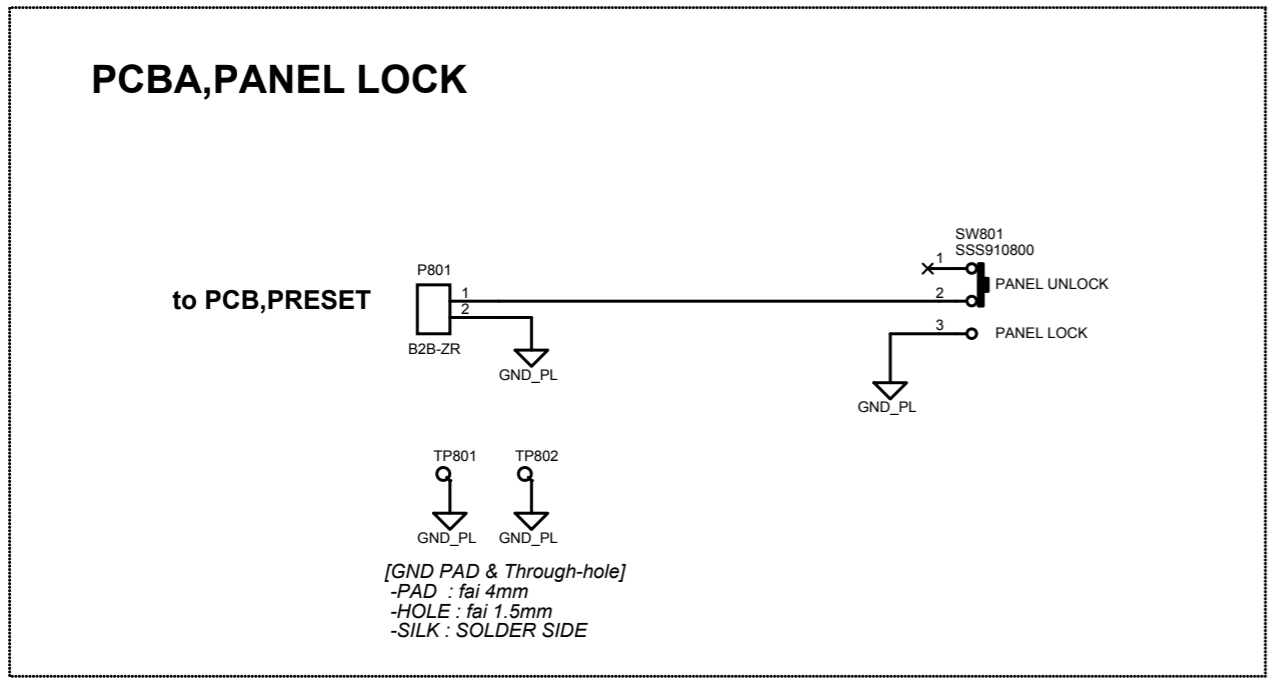 PCBA,PANEL LOCK
SW801
SSS910800
1
PANEL UNLOCK
2
3
PANEL LOCK
GND_PL
to PCB,PRESET
P801
1
2
B2B-ZR
GND_PL
TP801
TP802
GND_PL
GND_PL
[GND PAD & Through-hole]
-PAD : fai 4mm
-HOLE : fai 1.5mm
-SILK : SOLDER SIDE